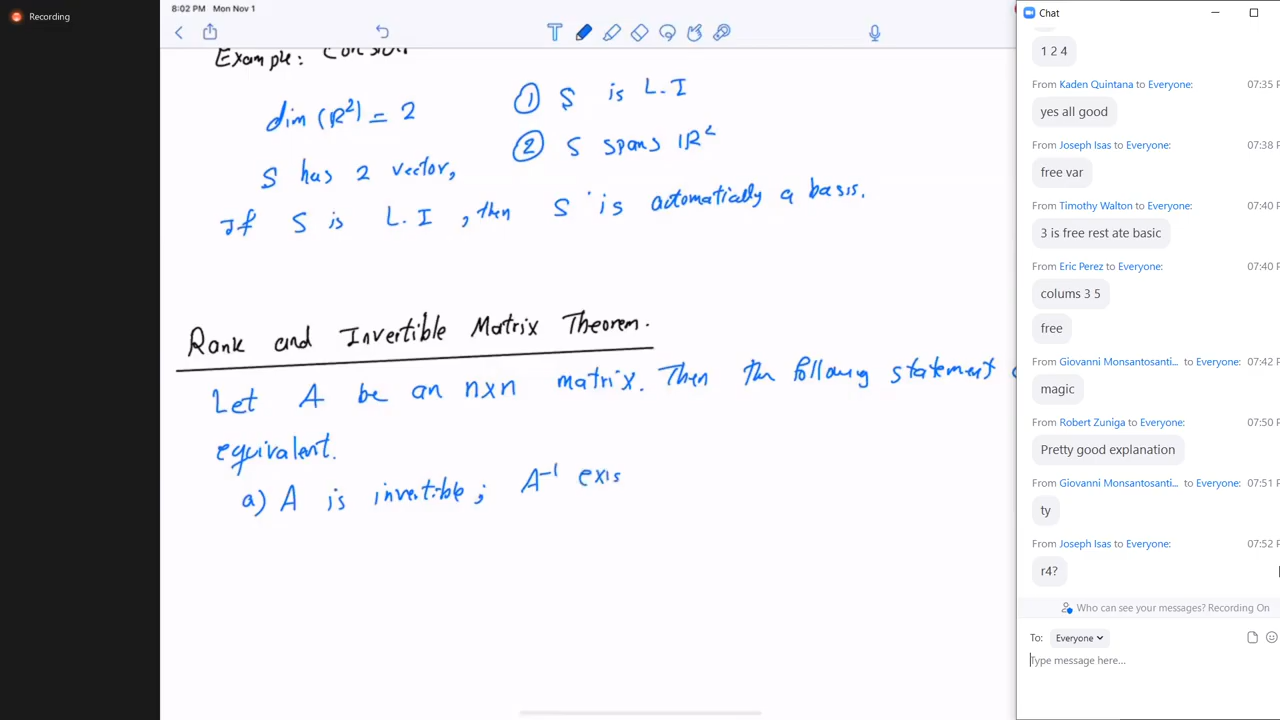 Recording
8:02 PM Mon Nov 1
Example:
dim (R²) = 2
① S is L.I
② S spans IR²
S has 2 vector,
If S is L.I , then S is automatically a basis.
Rank and Invertible Matrix Theorem.
Let A be an n×n matrix. Then the following statement
equivalent.
a) A is invertible; A⁻¹ exis
Chat
1 2 4
From Kaden Quintana to Everyone: 07:35 P
yes all good
From Joseph Isas to Everyone: 07:38 P
free var
From Timothy Walton to Everyone: 07:40 P
3 is free rest ate basic
From Eric Perez to Everyone: 07:40 P
colums 3 5
free
From Giovanni Monsantosanti... to Everyone: 07:42 P
magic
From Robert Zuniga to Everyone: 07:50 P
Pretty good explanation
From Giovanni Monsantosanti... to Everyone: 07:51 P
ty
From Joseph Isas to Everyone: 07:52 P
r4?
Who can see your messages? Recording On
To: Everyone
Type message here...